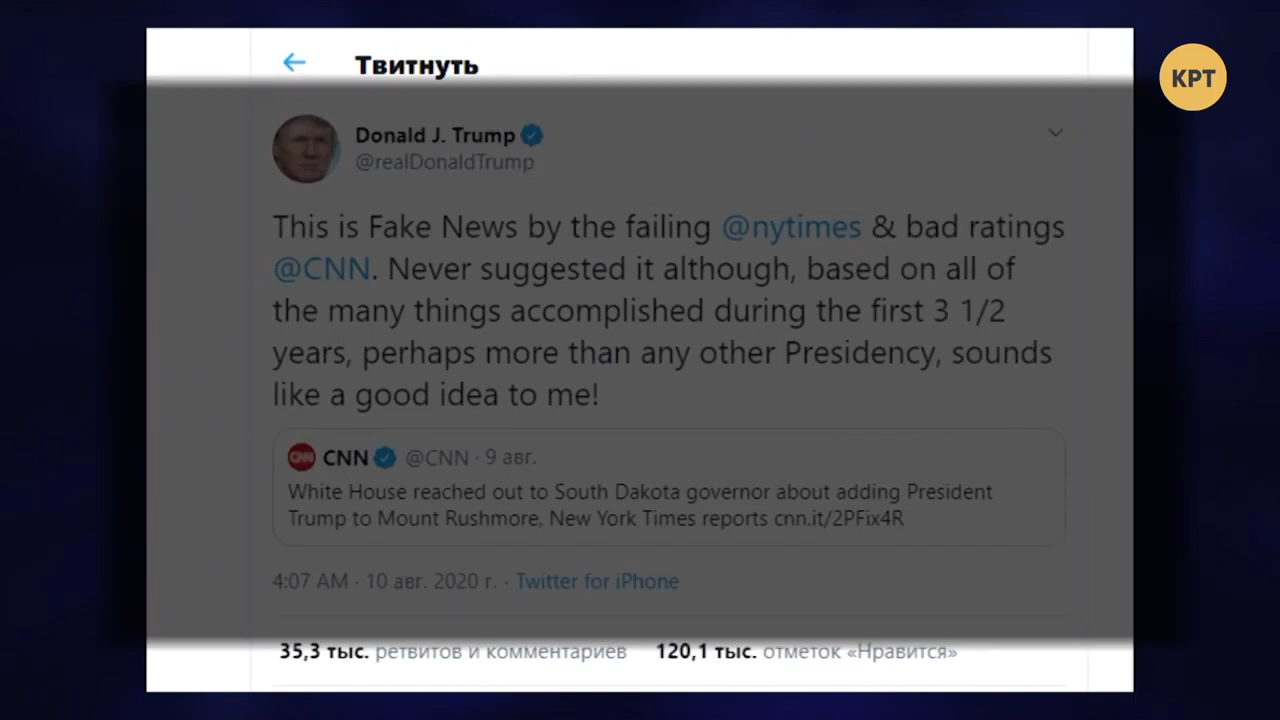 Твитнуть
КРТ
Donald J. Trump
@realDonaldTrump
This is Fake News by the failing @nytimes & bad ratings
@CNN. Never suggested it although, based on all of
the many things accomplished during the first 3 1/2
years, perhaps more than any other Presidency, sounds
like a good idea to me!
CNN @CNN · 9 авг.
White House reached out to South Dakota governor about adding President
Trump to Mount Rushmore, New York Times reports cnn.it/2PFix4R
4:07 AM · 10 авг. 2020 г. · Twitter for iPhone
35,3 тыс. ретвитов и комментариев 120,1 тыс. отметок «Нравится»